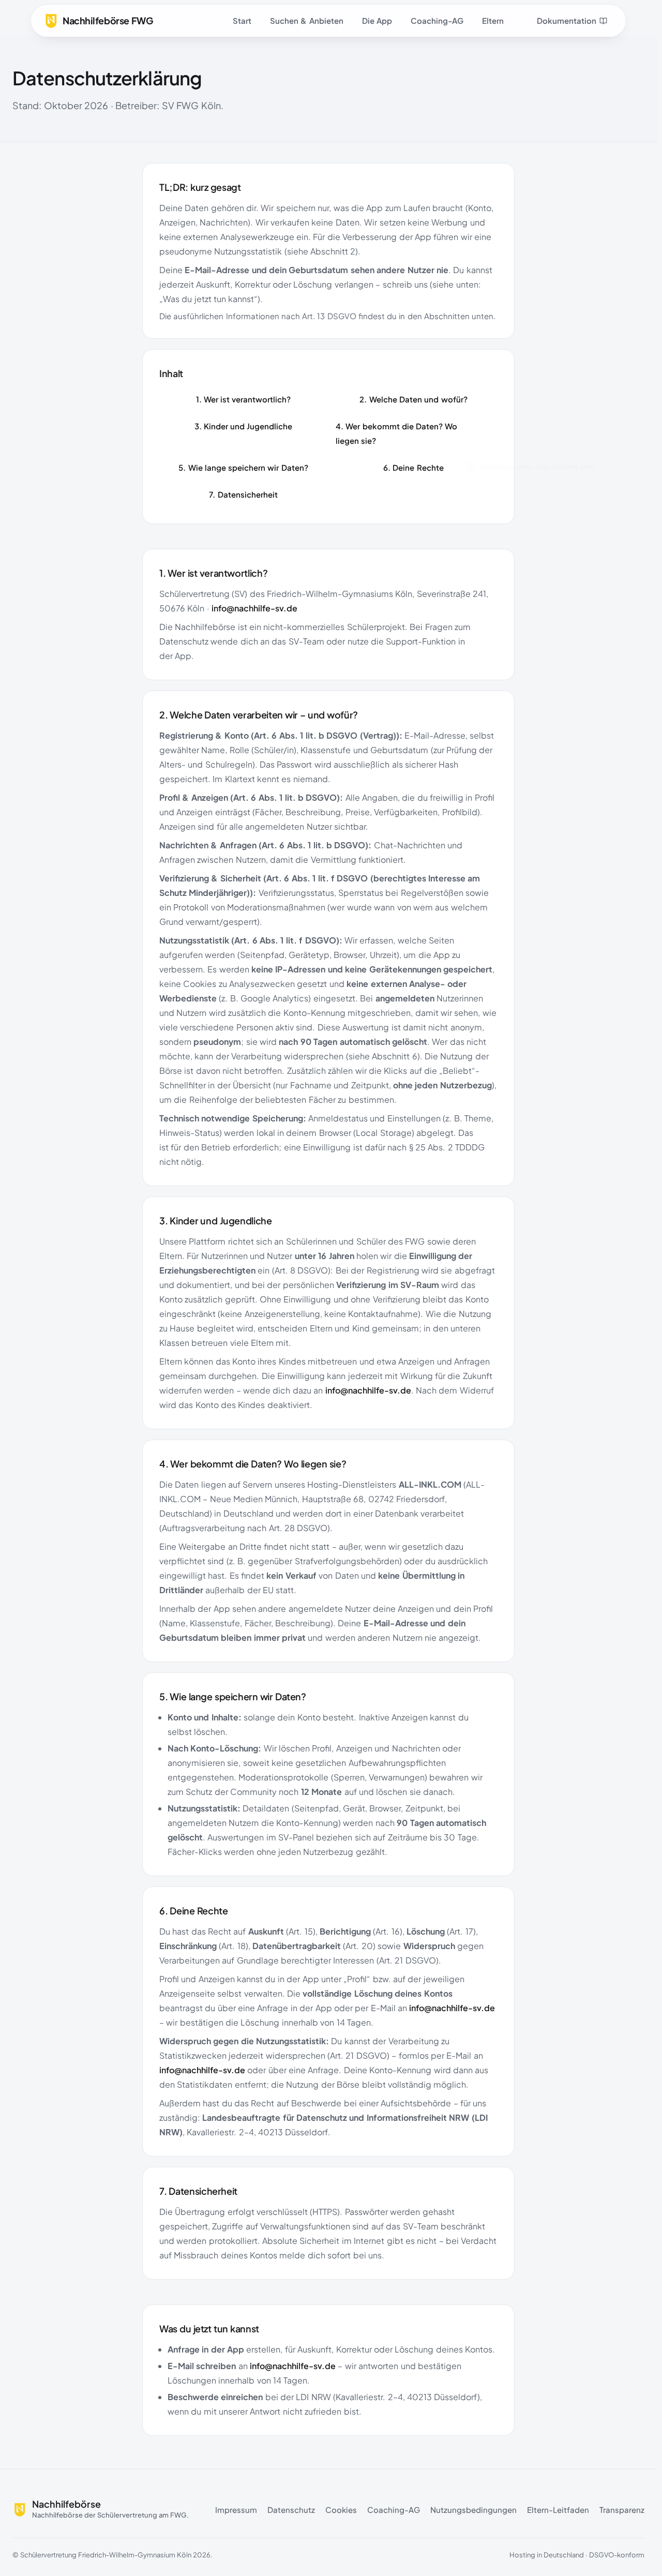 Nachhilfebörse FWG
Start
Suchen & Anbieten
Die App
Coaching-AG
Eltern
Dokumentation
Datenschutzerklärung
Stand: Oktober 2026 · Betreiber: SV FWG Köln.
TL;DR: kurz gesagt
Deine Daten gehören dir. Wir speichern nur, was die App zum Laufen braucht (Konto,
Anzeigen, Nachrichten). Wir verkaufen keine Daten. Wir setzen keine Werbung und
keine externen Analysewerkzeuge ein. Für die Verbesserung der App führen wir eine
pseudonyme Nutzungsstatistik (siehe Abschnitt 2).
Deine E-Mail-Adresse und dein Geburtsdatum sehen andere Nutzer nie. Du kannst
jederzeit Auskunft, Korrektur oder Löschung verlangen – schreib uns (siehe unten:
„Was du jetzt tun kannst“).
Die ausführlichen Informationen nach Art. 13 DSGVO findest du in den Abschnitten unten.
Inhalt
1. Wer ist verantwortlich?
2. Welche Daten und wofür?
3. Kinder und Jugendliche
4. Wer bekommt die Daten? Wo
liegen sie?
5. Wie lange speichern wir Daten?
6. Deine Rechte
7. Datensicherheit
1. Wer ist verantwortlich?
Schülervertretung (SV) des Friedrich-Wilhelm-Gymnasiums Köln, Severinstraße 241,
50676 Köln · info@nachhilfe-sv.de
Die Nachhilfebörse ist ein nicht-kommerzielles Schülerprojekt. Bei Fragen zum
Datenschutz wende dich an das SV-Team oder nutze die Support-Funktion in
der App.
2. Welche Daten verarbeiten wir – und wofür?
Registrierung & Konto (Art. 6 Abs. 1 lit. b DSGVO (Vertrag)): E-Mail-Adresse, selbst
gewählter Name, Rolle (Schüler/in), Klassenstufe und Geburtsdatum (zur Prüfung der
Alters- und Schulregeln). Das Passwort wird ausschließlich als sicherer Hash
gespeichert. Im Klartext kennt es niemand.
Profil & Anzeigen (Art. 6 Abs. 1 lit. b DSGVO): Alle Angaben, die du freiwillig in Profil
und Anzeigen einträgst (Fächer, Beschreibung, Preise, Verfügbarkeiten, Profilbild).
Anzeigen sind für alle angemeldeten Nutzer sichtbar.
Nachrichten & Anfragen (Art. 6 Abs. 1 lit. b DSGVO): Chat-Nachrichten und
Anfragen zwischen Nutzern, damit die Vermittlung funktioniert.
Verifizierung & Sicherheit (Art. 6 Abs. 1 lit. f DSGVO (berechtigtes Interesse am
Schutz Minderjähriger)): Verifizierungsstatus, Sperrstatus bei Regelverstößen sowie
ein Protokoll von Moderationsmaßnahmen (wer wurde wann von wem aus welchem
Grund verwarnt/gesperrt).
Nutzungsstatistik (Art. 6 Abs. 1 lit. f DSGVO): Wir erfassen, welche Seiten
aufgerufen werden (Seitenpfad, Gerätetyp, Browser, Uhrzeit), um die App zu
verbessern. Es werden keine IP-Adressen und keine Gerätekennungen gespeichert,
keine Cookies zu Analysezwecken gesetzt und keine externen Analyse- oder
Werbedienste (z. B. Google Analytics) eingesetzt. Bei angemeldeten Nutzerinnen
und Nutzern wird zusätzlich die Konto-Kennung mitgeschrieben, damit wir sehen, wie
viele verschiedene Personen aktiv sind. Diese Auswertung ist damit nicht anonym,
sondern pseudonym; sie wird nach 90 Tagen automatisch gelöscht. Wer das nicht
möchte, kann der Verarbeitung widersprechen (siehe Abschnitt 6). Die Nutzung der
Börse ist davon nicht betroffen. Zusätzlich zählen wir die Klicks auf die „Beliebt“-
Schnellfilter in der Übersicht (nur Fachname und Zeitpunkt, ohne jeden Nutzerbezug),
um die Reihenfolge der beliebtesten Fächer zu bestimmen.
Technisch notwendige Speicherung: Anmeldestatus und Einstellungen (z. B. Theme,
Hinweis-Status) werden lokal in deinem Browser (Local Storage) abgelegt. Das
ist für den Betrieb erforderlich; eine Einwilligung ist dafür nach § 25 Abs. 2 TDDDG
nicht nötig.
3. Kinder und Jugendliche
Unsere Plattform richtet sich an Schülerinnen und Schüler des FWG sowie deren
Eltern. Für Nutzerinnen und Nutzer unter 16 Jahren holen wir die Einwilligung der
Erziehungsberechtigten ein (Art. 8 DSGVO): Bei der Registrierung wird sie abgefragt
und dokumentiert, und bei der persönlichen Verifizierung im SV-Raum wird das
Konto zusätzlich geprüft. Ohne Einwilligung und ohne Verifizierung bleibt das Konto
eingeschränkt (keine Anzeigenerstellung, keine Kontaktaufnahme). Wie die Nutzung
zu Hause begleitet wird, entscheiden Eltern und Kind gemeinsam; in den unteren
Klassen betreuen viele Eltern mit.
Eltern können das Konto ihres Kindes mitbetreuen und etwa Anzeigen und Anfragen
gemeinsam durchgehen. Die Einwilligung kann jederzeit mit Wirkung für die Zukunft
widerrufen werden – wende dich dazu an info@nachhilfe-sv.de. Nach dem Widerruf
wird das Konto des Kindes deaktiviert.
4. Wer bekommt die Daten? Wo liegen sie?
Die Daten liegen auf Servern unseres Hosting-Dienstleisters ALL-INKL.COM (ALL-
INKL.COM – Neue Medien Münnich, Hauptstraße 68, 02742 Friedersdorf,
Deutschland) in Deutschland und werden dort in einer Datenbank verarbeitet
(Auftragsverarbeitung nach Art. 28 DSGVO).
Eine Weitergabe an Dritte findet nicht statt – außer, wenn wir gesetzlich dazu
verpflichtet sind (z. B. gegenüber Strafverfolgungsbehörden) oder du ausdrücklich
eingewilligt hast. Es findet kein Verkauf von Daten und keine Übermittlung in
Drittländer außerhalb der EU statt.
Innerhalb der App sehen andere angemeldete Nutzer deine Anzeigen und dein Profil
(Name, Klassenstufe, Fächer, Beschreibung). Deine E-Mail-Adresse und dein
Geburtsdatum bleiben immer privat und werden anderen Nutzern nie angezeigt.
5. Wie lange speichern wir Daten?
• Konto und Inhalte: solange dein Konto besteht. Inaktive Anzeigen kannst du
selbst löschen.
• Nach Konto-Löschung: Wir löschen Profil, Anzeigen und Nachrichten oder
anonymisieren sie, soweit keine gesetzlichen Aufbewahrungspflichten
entgegenstehen. Moderationsprotokolle (Sperren, Verwarnungen) bewahren wir
zum Schutz der Community noch 12 Monate auf und löschen sie danach.
• Nutzungsstatistik: Detaildaten (Seitenpfad, Gerät, Browser, Zeitpunkt, bei
angemeldeten Nutzern die Konto-Kennung) werden nach 90 Tagen automatisch
gelöscht. Auswertungen im SV-Panel beziehen sich auf Zeiträume bis 30 Tage.
Fächer-Klicks werden ohne jeden Nutzerbezug gezählt.
6. Deine Rechte
Du hast das Recht auf Auskunft (Art. 15), Berichtigung (Art. 16), Löschung (Art. 17),
Einschränkung (Art. 18), Datenübertragbarkeit (Art. 20) sowie Widerspruch gegen
Verarbeitungen auf Grundlage berechtigter Interessen (Art. 21 DSGVO).
Profil und Anzeigen kannst du in der App unter „Profil“ bzw. auf der jeweiligen
Anzeigenseite selbst verwalten. Die vollständige Löschung deines Kontos
beantragst du über eine Anfrage in der App oder per E-Mail an info@nachhilfe-sv.de
– wir bestätigen die Löschung innerhalb von 14 Tagen.
Widerspruch gegen die Nutzungsstatistik: Du kannst der Verarbeitung zu
Statistikzwecken jederzeit widersprechen (Art. 21 DSGVO) – formlos per E-Mail an
info@nachhilfe-sv.de oder über eine Anfrage. Deine Konto-Kennung wird dann aus
den Statistikdaten entfernt; die Nutzung der Börse bleibt vollständig möglich.
Außerdem hast du das Recht auf Beschwerde bei einer Aufsichtsbehörde – für uns
zuständig: Landesbeauftragte für Datenschutz und Informationsfreiheit NRW (LDI
NRW), Kavalleriestr. 2–4, 40213 Düsseldorf.
7. Datensicherheit
Die Übertragung erfolgt verschlüsselt (HTTPS). Passwörter werden gehasht
gespeichert, Zugriffe auf Verwaltungsfunktionen sind auf das SV-Team beschränkt
und werden protokolliert. Absolute Sicherheit im Internet gibt es nicht – bei Verdacht
auf Missbrauch deines Kontos melde dich sofort bei uns.
Was du jetzt tun kannst
• Anfrage in der App erstellen, für Auskunft, Korrektur oder Löschung deines Kontos.
• E-Mail schreiben an info@nachhilfe-sv.de – wir antworten und bestätigen
Löschungen innerhalb von 14 Tagen.
• Beschwerde einreichen bei der LDI NRW (Kavalleriestr. 2–4, 40213 Düsseldorf),
wenn du mit unserer Antwort nicht zufrieden bist.
Nachhilfebörse
Nachhilfebörse der Schülervertretung am FWG.
Impressum
Datenschutz
Cookies
Coaching-AG
Nutzungsbedingungen
Eltern-Leitfaden
Transparenz
© Schülervertretung Friedrich-Wilhelm-Gymnasium Köln 2026.
Hosting in Deutschland · DSGVO-konform